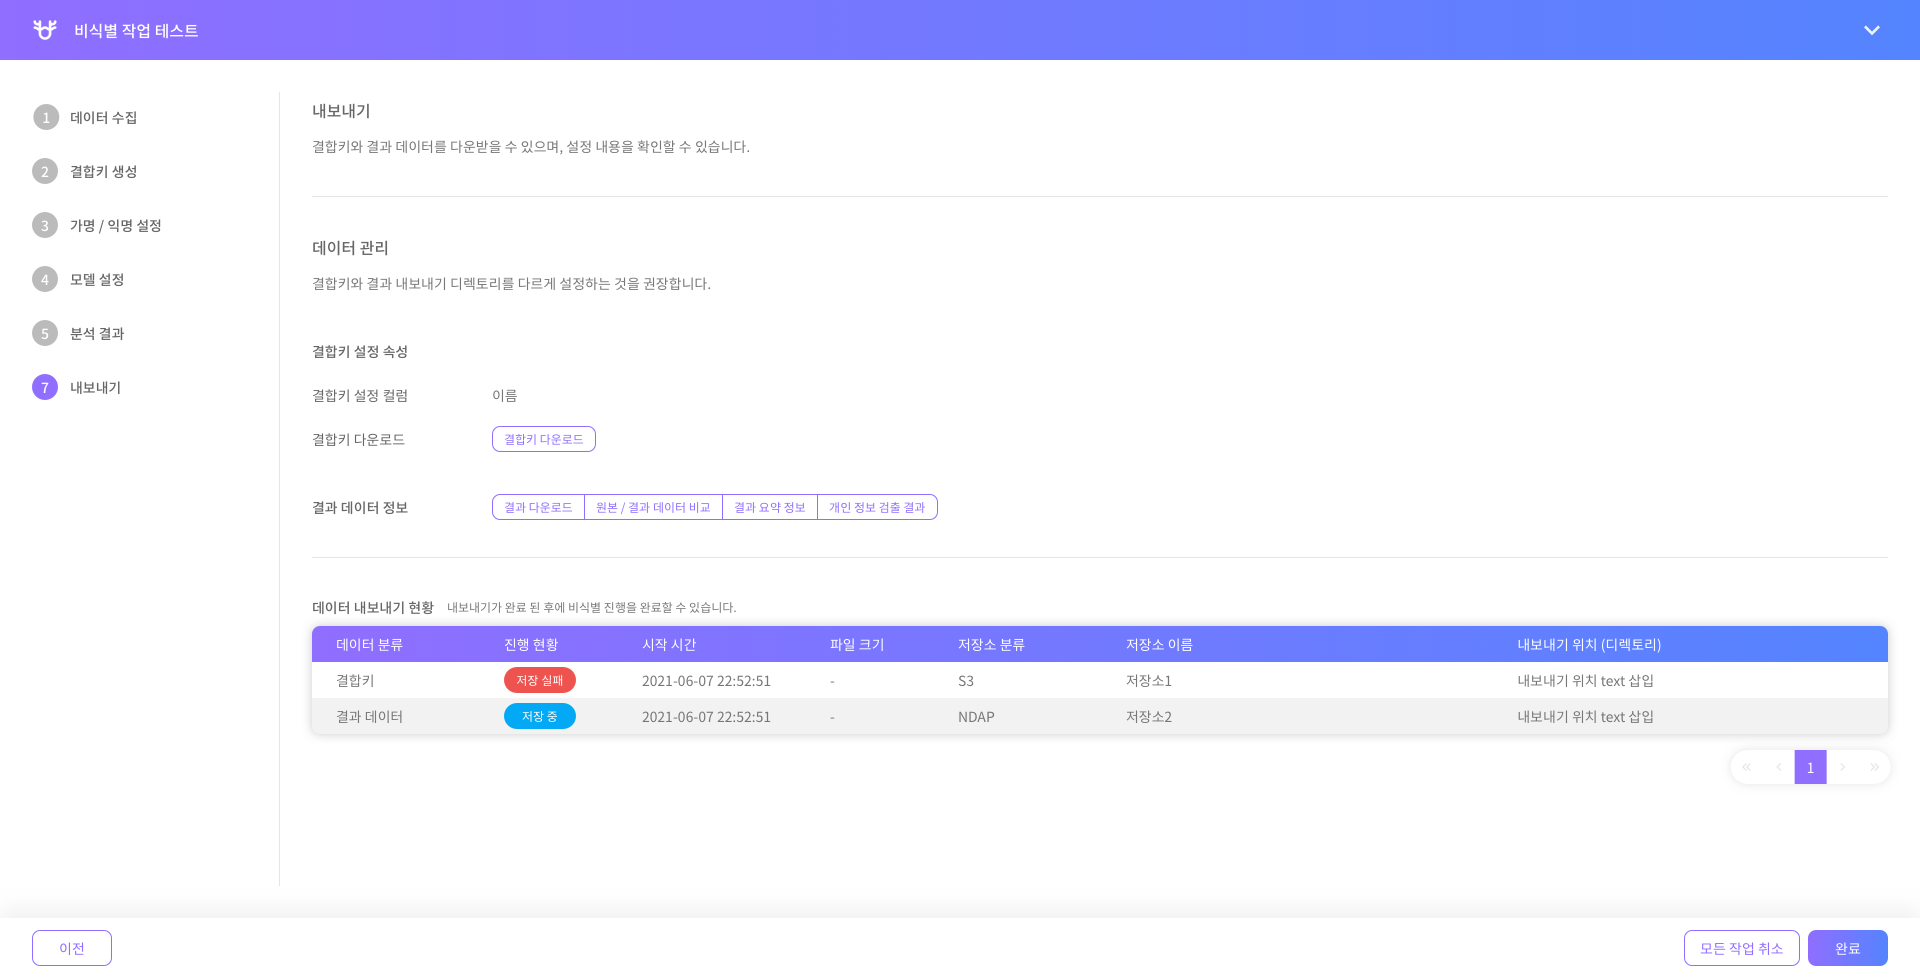 비식별 작업 테스트
1 데이터 수집
2 결합키 생성
3 가명 / 익명 설정
4 모델 설정
5 분석 결과
7 내보내기
내보내기
결합키와 결과 데이터를 다운받을 수 있으며, 설정 내용을 확인할 수 있습니다.
데이터 관리
결합키와 결과 내보내기 디렉토리를 다르게 설정하는 것을 권장합니다.
결합키 설정 속성
결합키 설정 컬럼 이름
결합키 다운로드 결합키 다운로드
결과 데이터 정보 결과 다운로드 원본 / 결과 데이터 비교 결과 요약 정보 개인 정보 검출 결과
데이터 내보내기 현황 내보내기가 완료 된 후에 비식별 진행을 완료할 수 있습니다.
데이터 분류 진행 현황 시작 시간 파일 크기 저장소 분류 저장소 이름 내보내기 위치 (디렉토리)
결합키 저장 실패 2021-06-07 22:52:51 - S3 저장소1 내보내기 위치 text 삽입
결과 데이터 저장 중 2021-06-07 22:52:51 - NDAP 저장소2 내보내기 위치 text 삽입
« ‹ 1 › »
이전 모든 작업 취소 완료